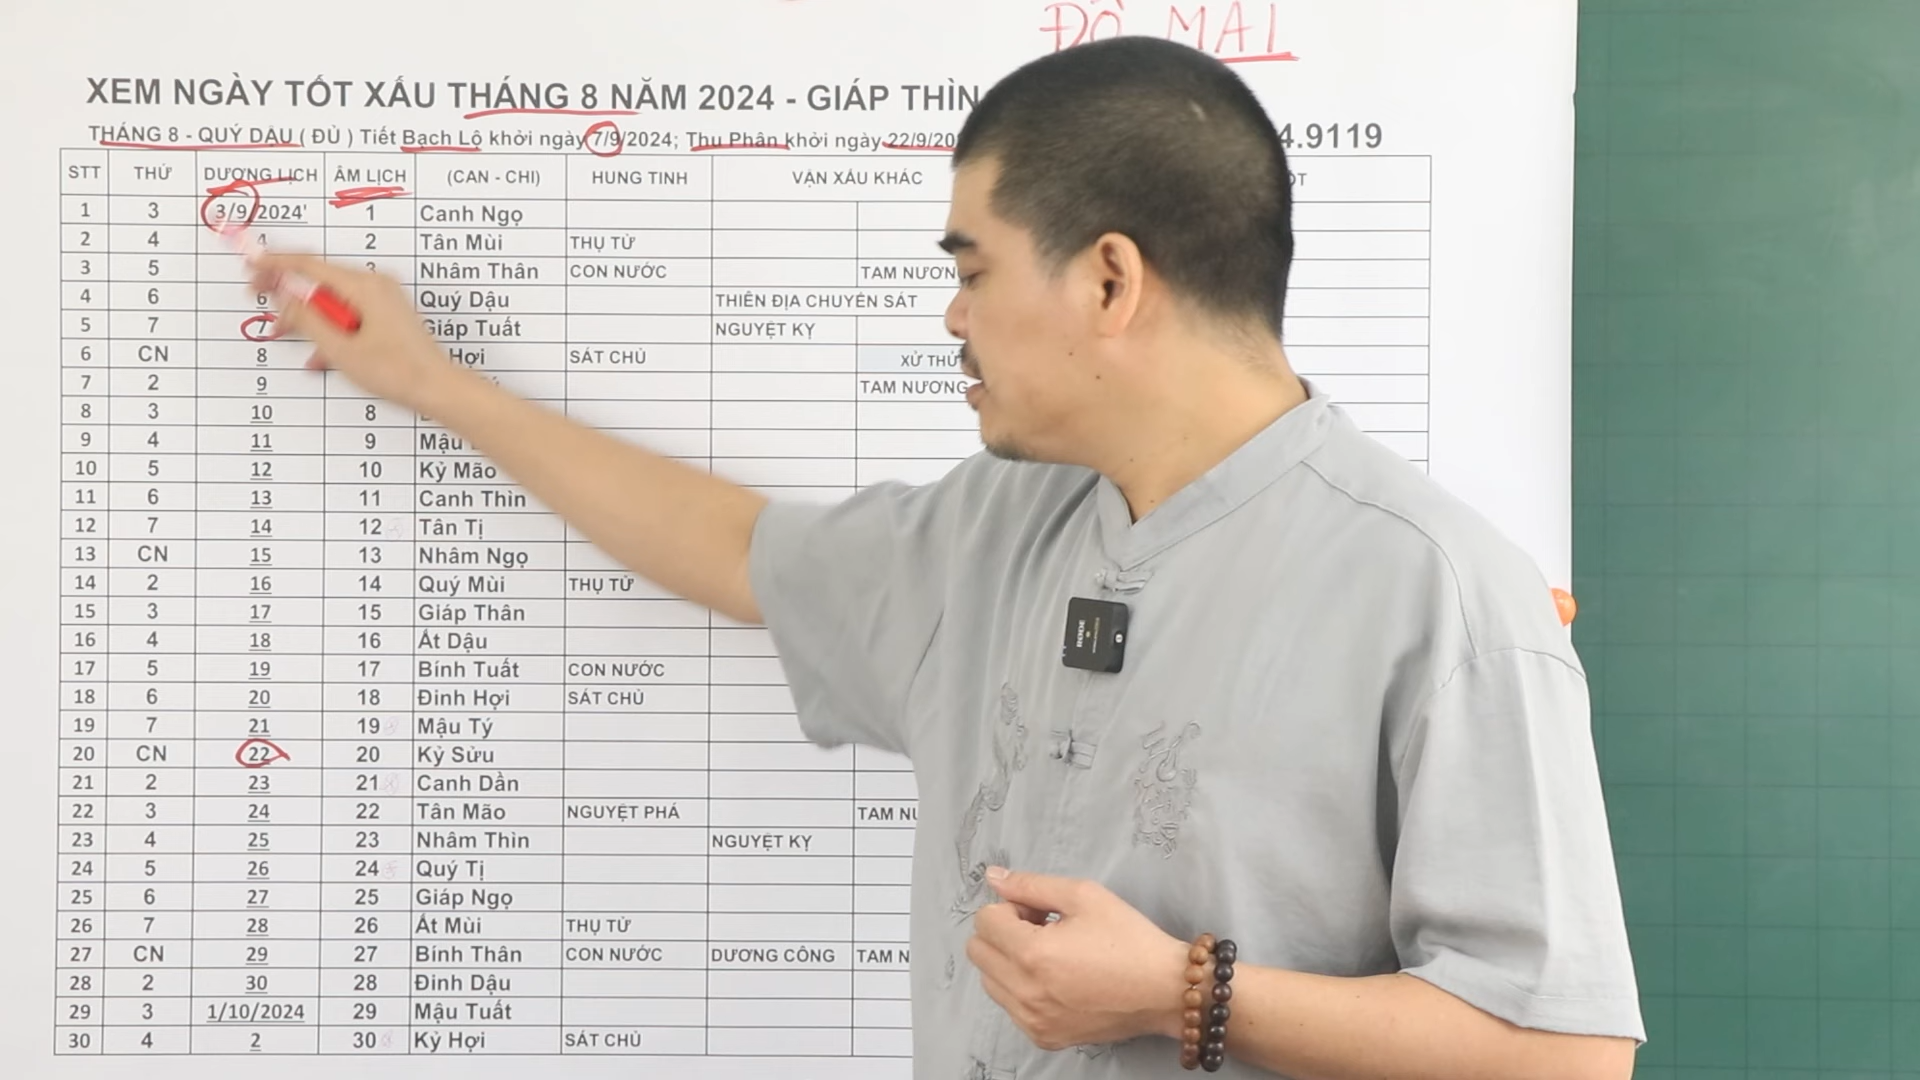 ĐỖ MAI
XEM NGÀY TỐT XẤU THÁNG 8 NĂM 2024 - GIÁP THÌN
THÁNG 8 - QUÝ DẬU ( ĐỦ ) Tiết Bạch Lộ khởi ngày 7/9/2024; Thu Phân khởi ngày 22/9/20 4.9119
STT THỨ DƯƠNG LỊCH ÂM LỊCH (CAN - CHI) HUNG TINH VẬN XẤU KHÁC
1 3 3/9/2024' 1 Canh Ngọ
2 4 4 2 Tân Mùi THỤ TỬ
3 5 3 Nhâm Thân CON NƯỚC TAM NƯƠN
4 6 6 Quý Dậu THIÊN ĐỊA CHUYÊN SÁT
5 7 7 Giáp Tuất NGUYỆT KỴ
6 CN 8 Hợi SÁT CHỦ XỬ THỬ
7 2 9 TAM NƯƠNG
8 3 10 8
9 4 11 9 Mậu
10 5 12 10 Kỷ Mão
11 6 13 11 Canh Thìn
12 7 14 12 Tân Tị
13 CN 15 13 Nhâm Ngọ
14 2 16 14 Quý Mùi THỤ TỬ
15 3 17 15 Giáp Thân
16 4 18 16 Ất Dậu
17 5 19 17 Bính Tuất CON NƯỚC
18 6 20 18 Đinh Hợi SÁT CHỦ
19 7 21 19 Mậu Tý
20 CN 22 20 Kỷ Sửu
21 2 23 21 Canh Dần
22 3 24 22 Tân Mão NGUYỆT PHÁ TAM NƯ
23 4 25 23 Nhâm Thìn NGUYỆT KỴ
24 5 26 24 Quý Tị
25 6 27 25 Giáp Ngọ
26 7 28 26 Ất Mùi THỤ TỬ
27 CN 29 27 Bính Thân CON NƯỚC DƯƠNG CÔNG TAM N
28 2 30 28 Đinh Dậu
29 3 1/10/2024 29 Mậu Tuất
30 4 2 30 Kỷ Hợi SÁT CHỦ
RODE